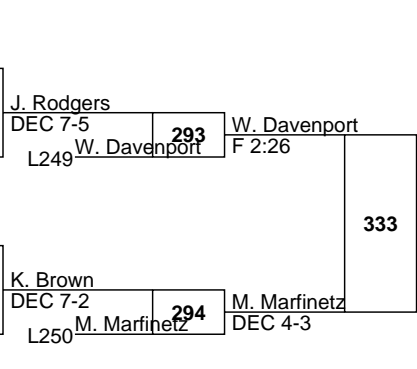 J. Rodgers
DEC 7-5
293
W. Davenport
L249
W. Davenport
F 2:26
333
K. Brown
DEC 7-2
294
M. Marfinetz
L250
M. Marfinetz
DEC 4-3